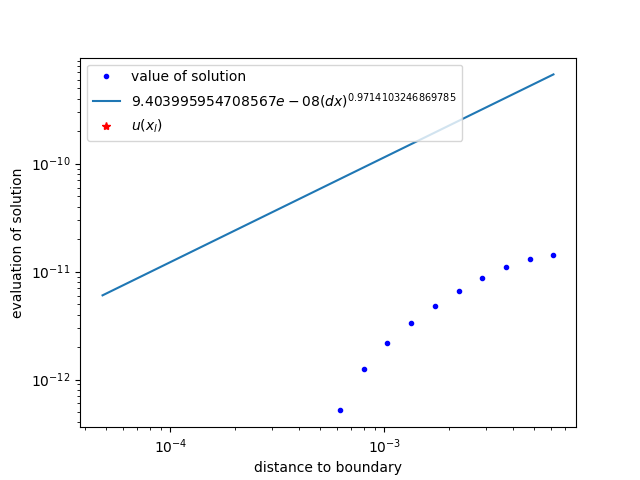 value of solution
9.403995954708567e − 08(dx)^0.9714103246869785
u(x_l)
10^−10
10^−11
10^−12
evaluation of solution
10^−4
10^−3
distance to boundary